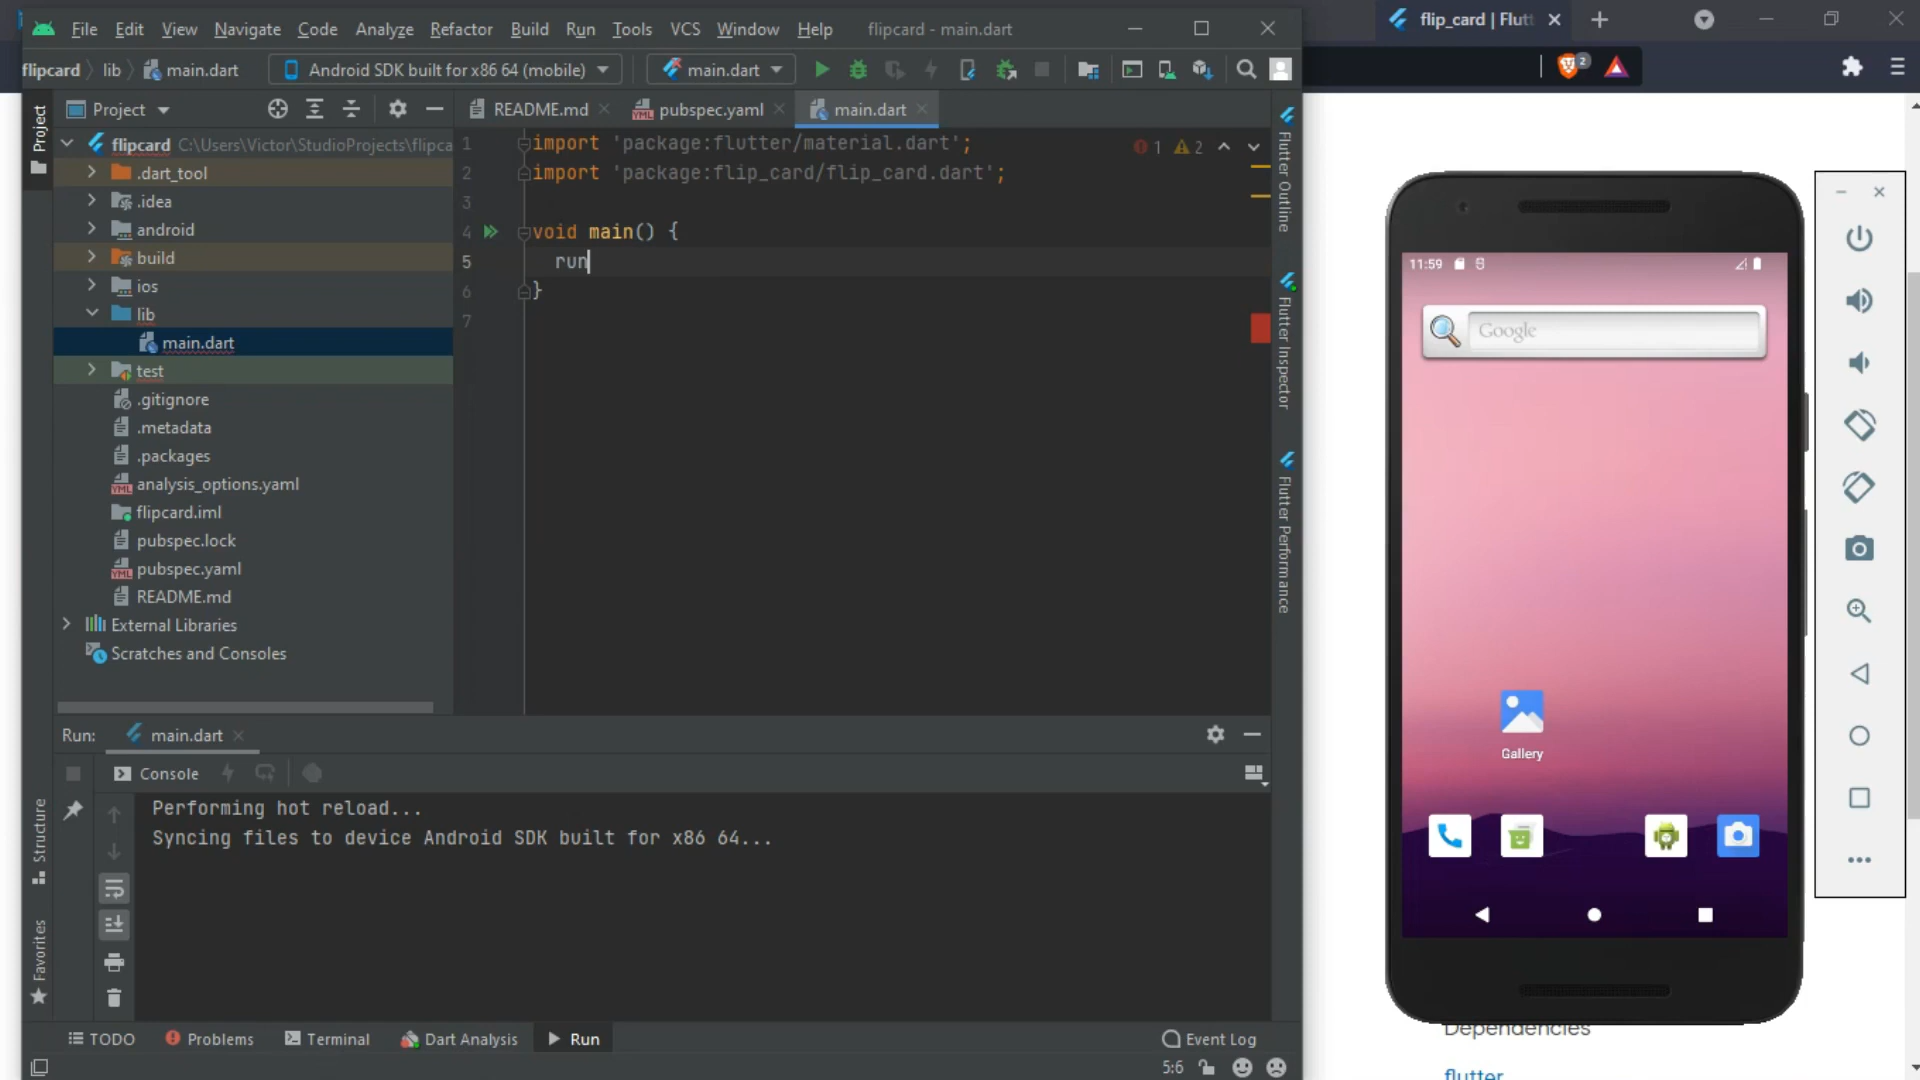 File Edit View Navigate Code Analyze Refactor Build Run Tools VCS Window Help flipcard - main.dart
flip_card | Flutt
flipcard lib main.dart Android SDK built for x86 64 (mobile) main.dart
2
Project
README.md pubspec.yaml main.dart
Project
flipcard C:\Users\Victor\StudioProjects\flipca
.dart_tool
.idea
android
build
ios
lib
main.dart
test
.gitignore
.metadata
.packages
analysis_options.yaml
flipcard.iml
pubspec.lock
pubspec.yaml
README.md
External Libraries
Scratches and Consoles
1 import 'package:flutter/material.dart';
2 import 'package:flip_card/flip_card.dart';
3
4 void main() {
5 run
6 }
7
1 2
Flutter Outline
Flutter Inspector
Flutter Performance
11:59
Google
Gallery
Run: main.dart
Console
Performing hot reload...
Syncing files to device Android SDK built for x86 64...
Structure
Favorites
TODO Problems Terminal Dart Analysis Run Event Log
5:6
Dependencies
flutter